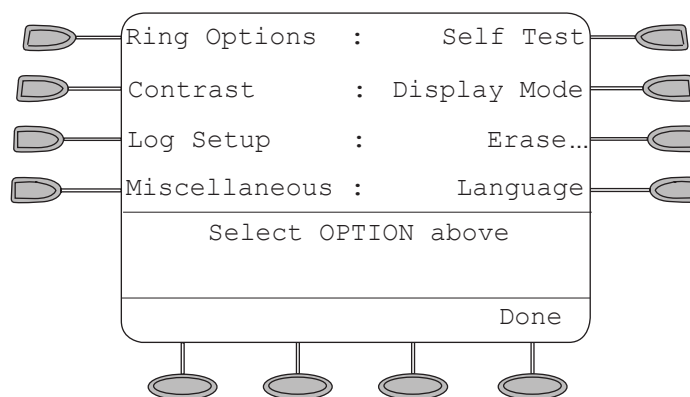 Ring Options : Self Test
Contrast : Display Mode
Log Setup : Erase…
Miscellaneous : Language
Select OPTION above
Done